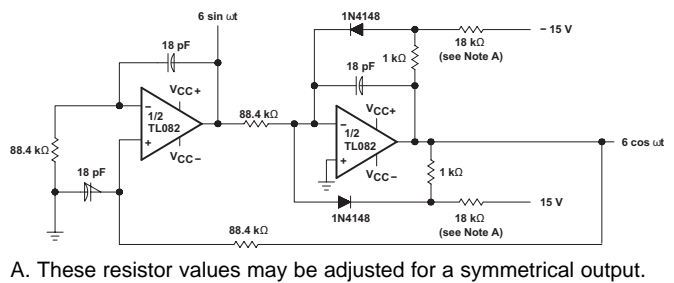 6 sin ωt
1N4148
− 15 V
18 pF
18 kΩ
(see Note A)
1 kΩ
18 pF
VCC+
−
1/2
TL082
+
VCC−
88.4 kΩ
VCC+
−
1/2
TL082
+
VCC−
6 cos ωt
88.4 kΩ
18 pF
1 kΩ
1N4148
15 V
18 kΩ
(see Note A)
88.4 kΩ
A. These resistor values may be adjusted for a symmetrical output.